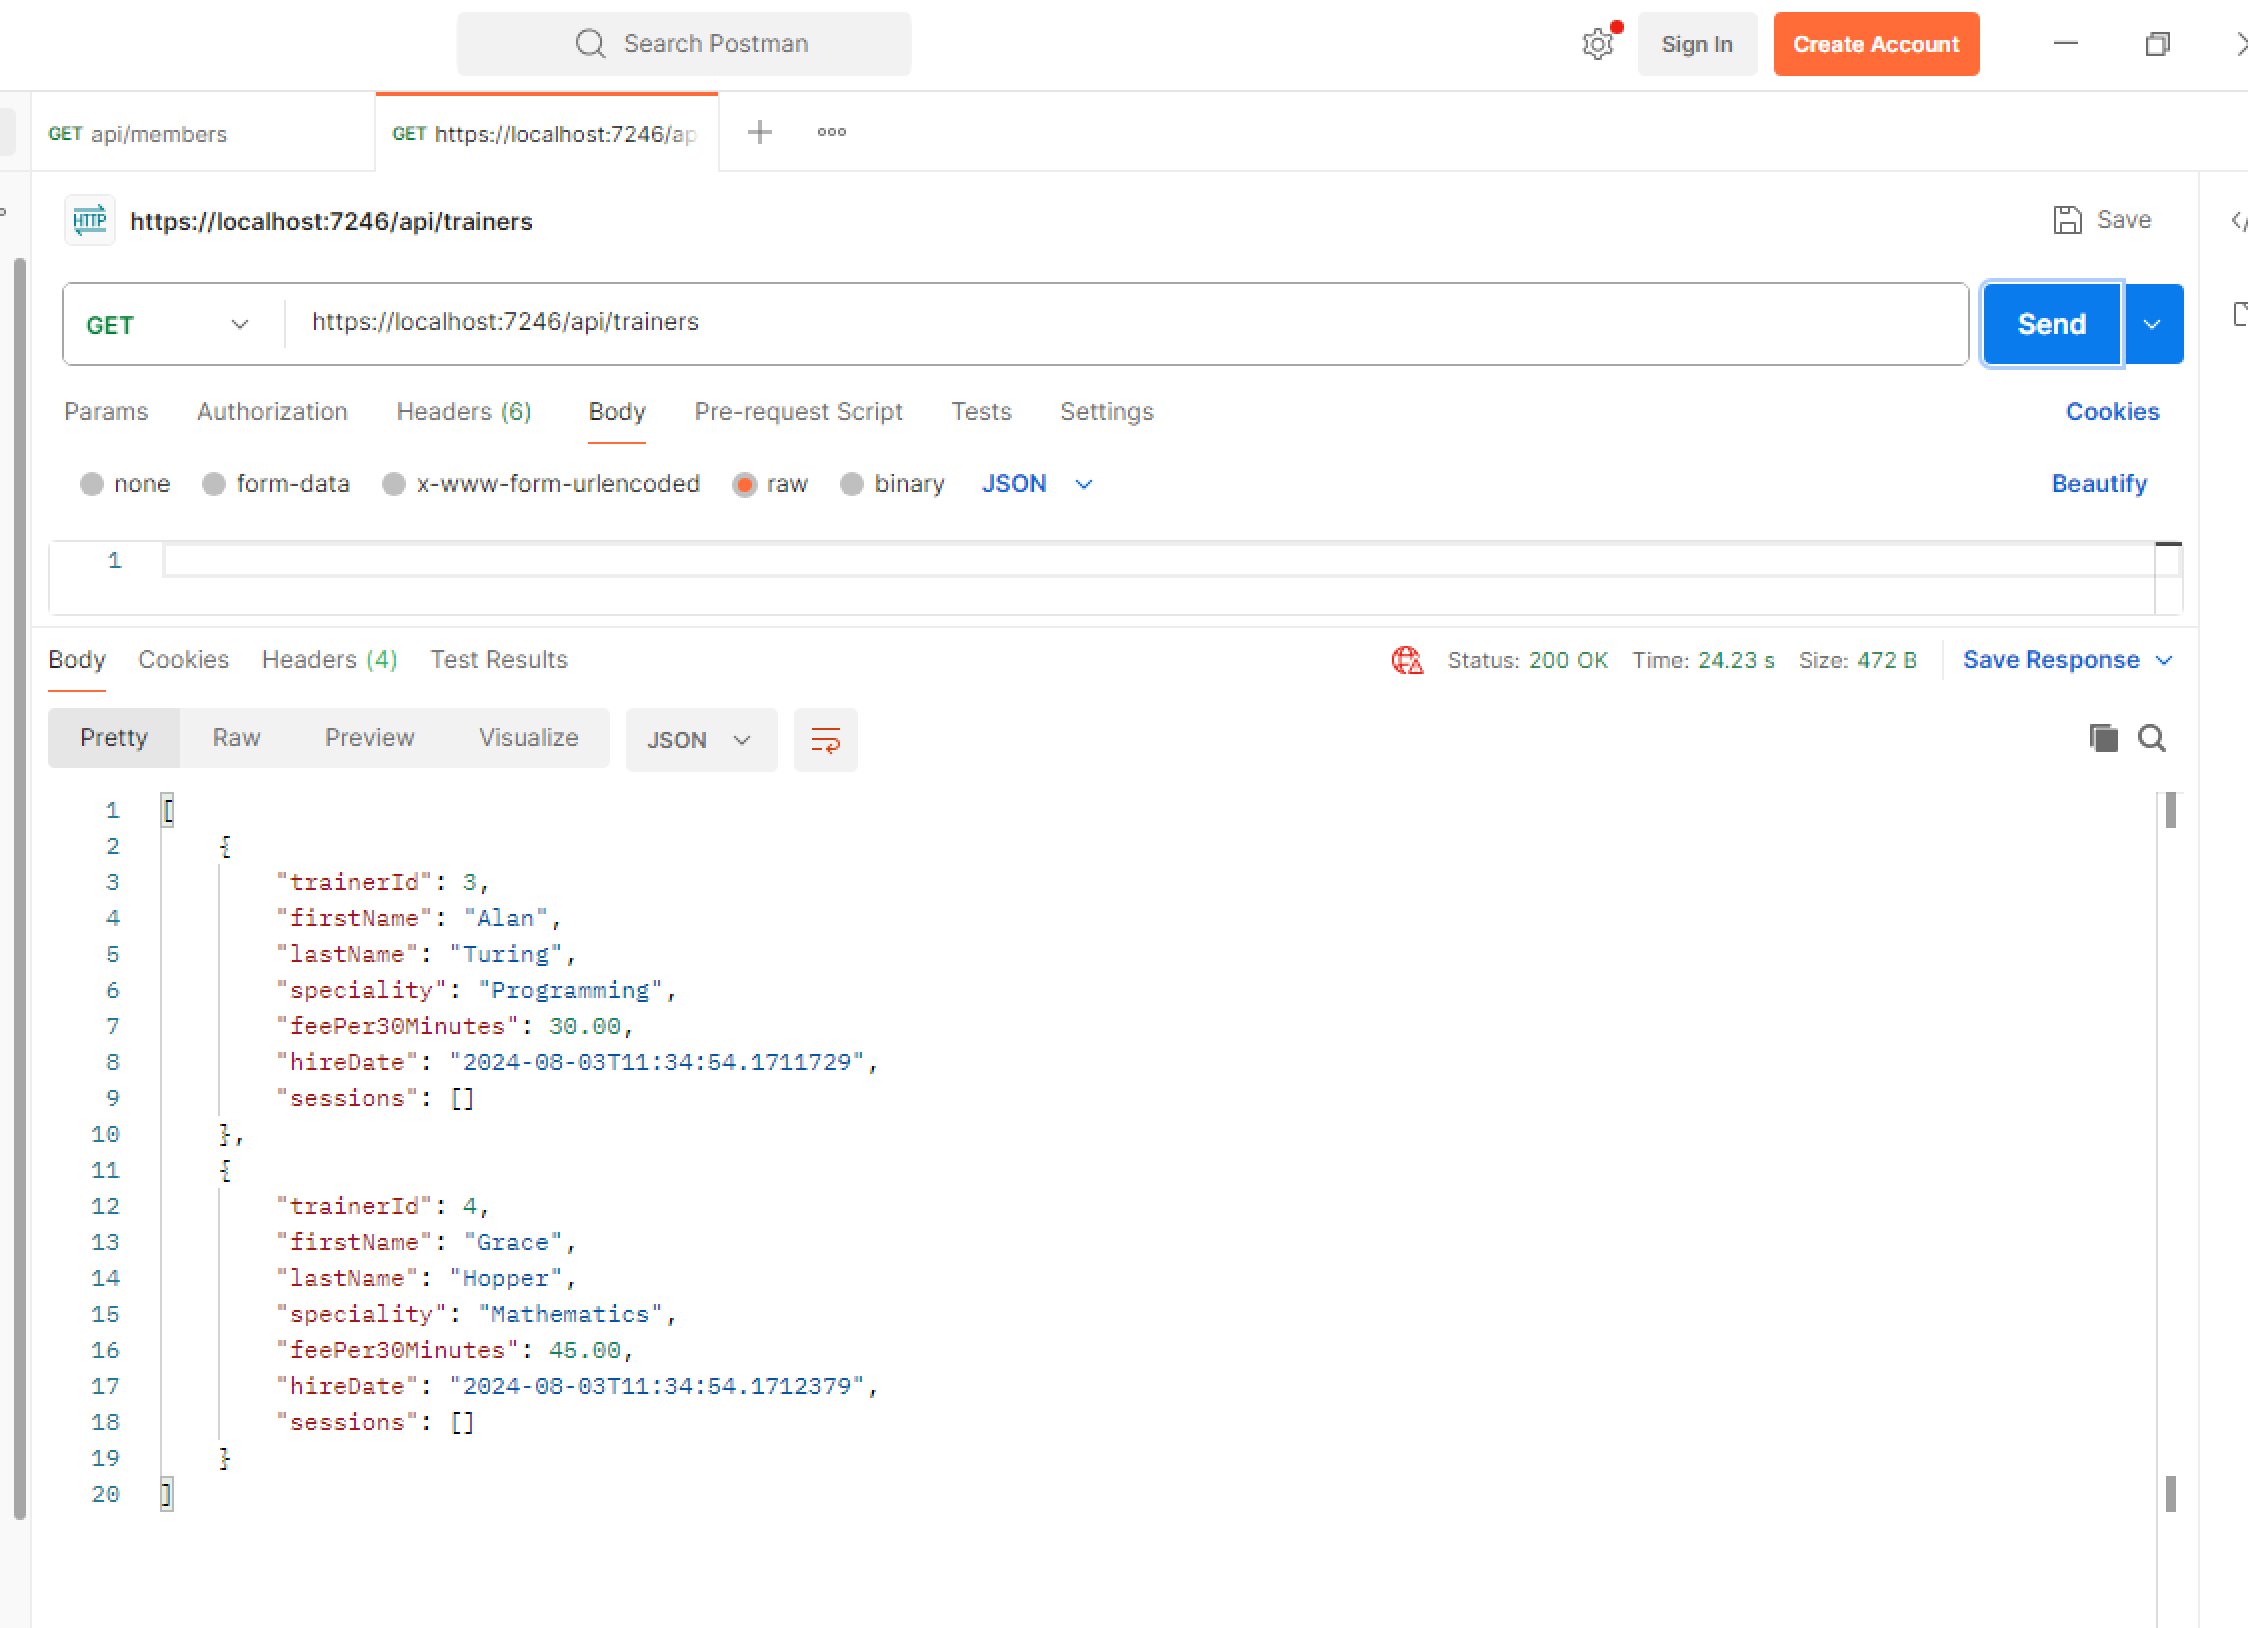 Search Postman
Sign In
Create Account
GET api/members
GET https://localhost:7246/ap
HTTP https://localhost:7246/api/trainers
Save
GET
https://localhost:7246/api/trainers
Send
Params Authorization Headers (6) Body Pre-request Script Tests Settings Cookies
none form-data x-www-form-urlencoded raw binary JSON Beautify
1
Body Cookies Headers (4) Test Results Status: 200 OK Time: 24.23 s Size: 472 B Save Response
Pretty Raw Preview Visualize JSON
1 [
2 {
3 "trainerId": 3,
4 "firstName": "Alan",
5 "lastName": "Turing",
6 "speciality": "Programming",
7 "feePer30Minutes": 30.00,
8 "hireDate": "2024-08-03T11:34:54.1711729",
9 "sessions": []
10 },
11 {
12 "trainerId": 4,
13 "firstName": "Grace",
14 "lastName": "Hopper",
15 "speciality": "Mathematics",
16 "feePer30Minutes": 45.00,
17 "hireDate": "2024-08-03T11:34:54.1712379",
18 "sessions": []
19 }
20 ]